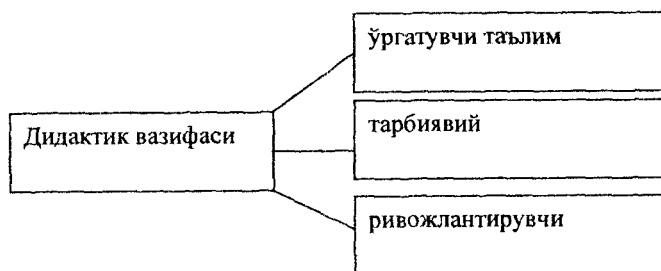 Дидактик вазифаси
ўргатувчи таълим
тарбиявий
ривожлантирувчи